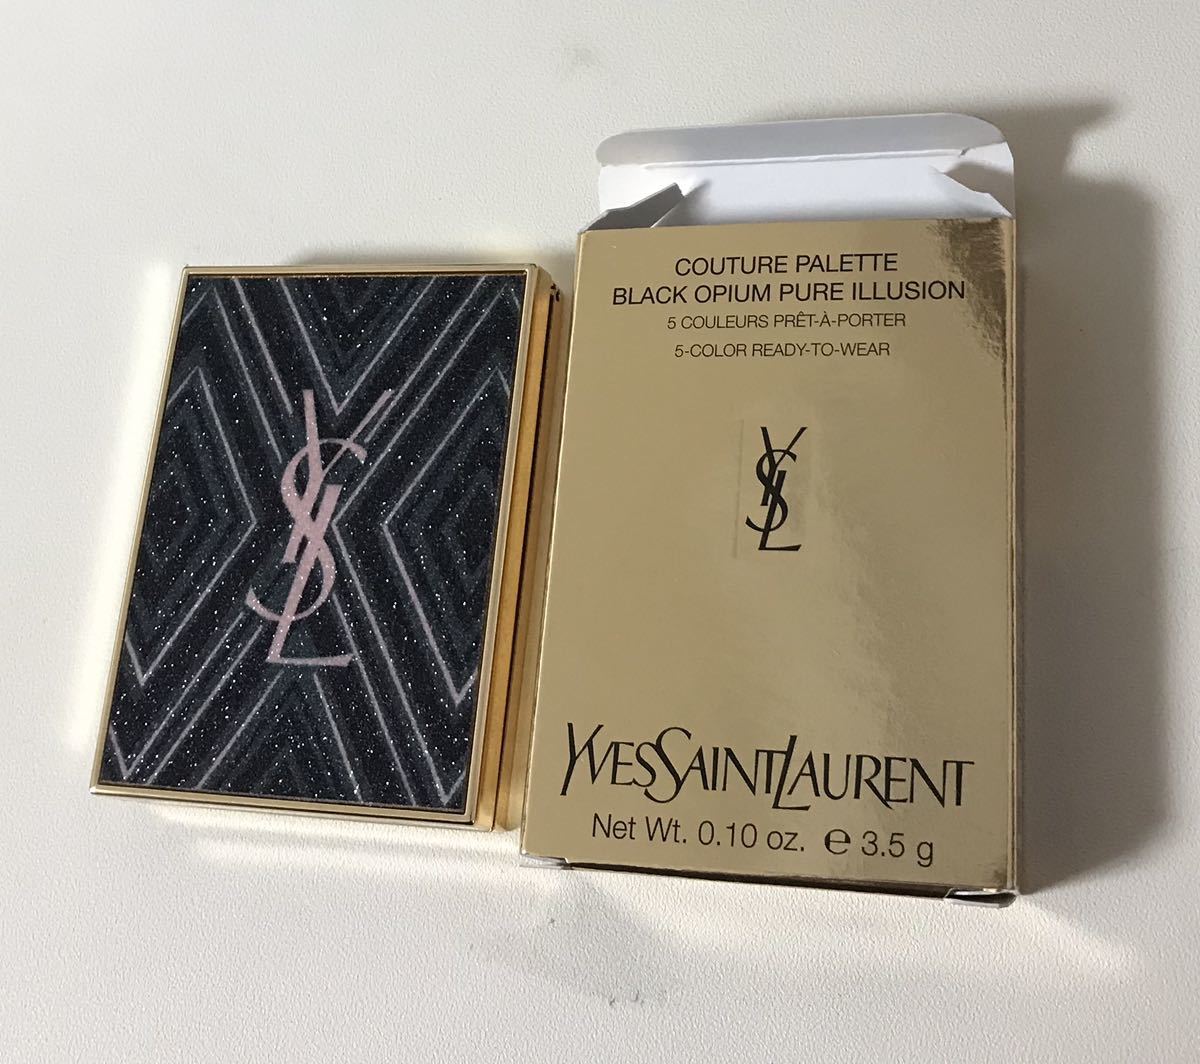 YSL
COUTURE PALETTE
BLACK OPIUM PURE ILLUSION
5 COULEURS PRÊT-À-PORTER
5-COLOR READY-TO-WEAR
YSL
YVESSAINTLAURENT
Net Wt. 0.10 oz. ℮ 3.5 g